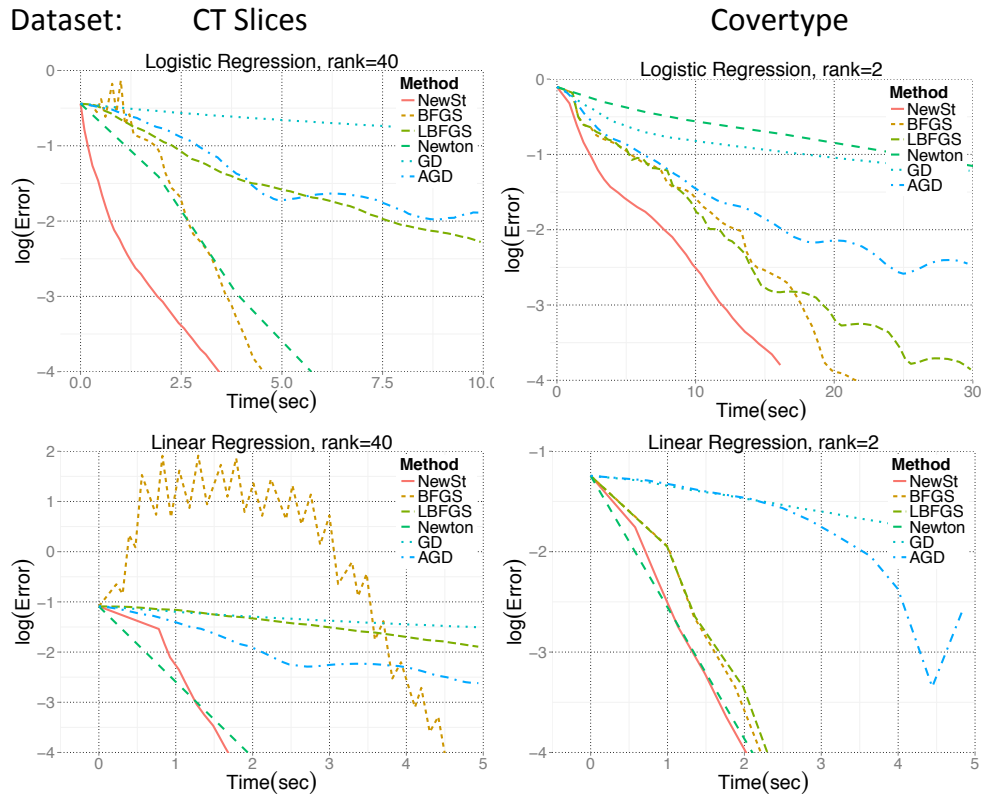 Dataset: CT Slices Covertype
Logistic Regression, rank=40
log(Error)
0
−1
−2
−3
−4
Method
NewSt
BFGS
LBFGS
Newton
GD
AGD
0.0 2.5 5.0 7.5 10.0
Time(sec)
Logistic Regression, rank=2
log(Error)
0
−1
−2
−3
−4
Method
NewSt
BFGS
LBFGS
Newton
GD
AGD
0 10 20 30
Time(sec)
Linear Regression, rank=40
log(Error)
2
1
0
−1
−2
−3
−4
Method
NewSt
BFGS
LBFGS
Newton
GD
AGD
0 1 2 3 4 5
Time(sec)
Linear Regression, rank=2
log(Error)
−1
−2
−3
−4
Method
NewSt
BFGS
LBFGS
Newton
GD
AGD
0 1 2 3 4 5
Time(sec)